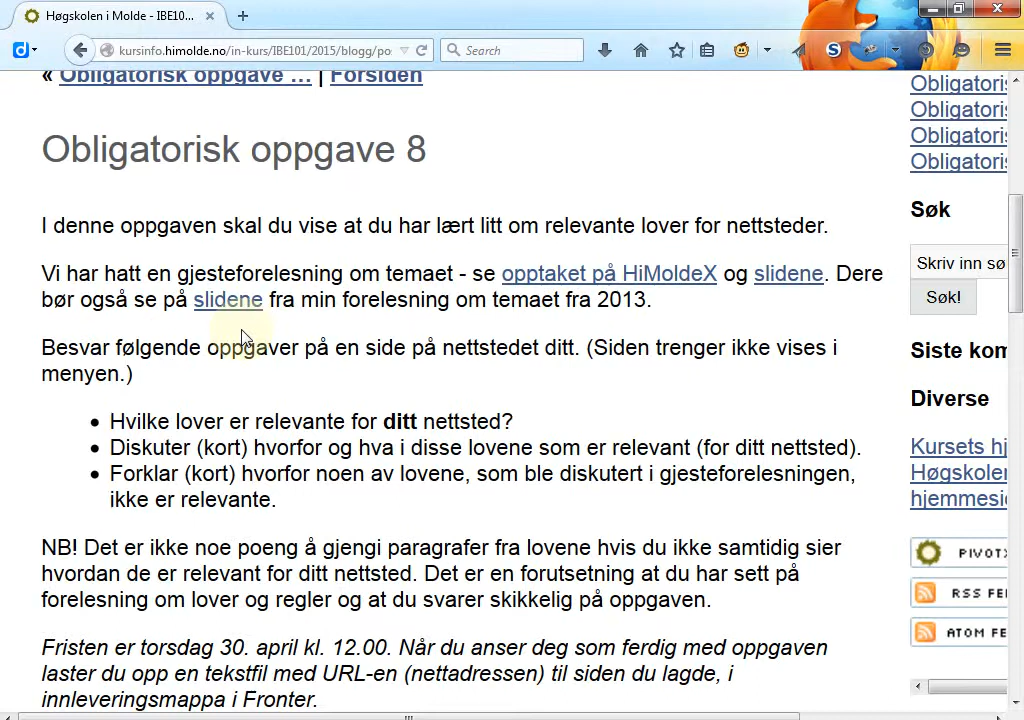 Høgskolen i Molde - IBE10...
kursinfo.himolde.no/in-kurs/IBE101/2015/blogg/po
Search
« Obligatorisk oppgave ... | Forsiden
Obligatorisk oppgave 8
I denne oppgaven skal du vise at du har lært litt om relevante lover for nettsteder.
Vi har hatt en gjesteforelesning om temaet - se opptaket på HiMoldeX og slidene. Dere
bør også se på slidene fra min forelesning om temaet fra 2013.
Besvar følgende oppgaver på en side på nettstedet ditt. (Siden trenger ikke vises i
menyen.)
• Hvilke lover er relevante for ditt nettsted?
• Diskuter (kort) hvorfor og hva i disse lovene som er relevant (for ditt nettsted).
• Forklar (kort) hvorfor noen av lovene, som ble diskutert i gjesteforelesningen,
ikke er relevante.
NB! Det er ikke noe poeng å gjengi paragrafer fra lovene hvis du ikke samtidig sier
hvordan de er relevant for ditt nettsted. Det er en forutsetning at du har sett på
forelesning om lover og regler og at du svarer skikkelig på oppgaven.
Fristen er torsdag 30. april kl. 12.00. Når du anser deg som ferdig med oppgaven
laster du opp en tekstfil med URL-en (nettadressen) til siden du lagde, i
innleveringsmappa i Fronter.
Obligatoris
Obligatoris
Obligatoris
Obligatoris
Søk
Skriv inn sø
Søk!
Siste kom
Diverse
Kursets hj
Høgskolen
hjemmesid
PIVOTX
RSS FE
ATOM FE